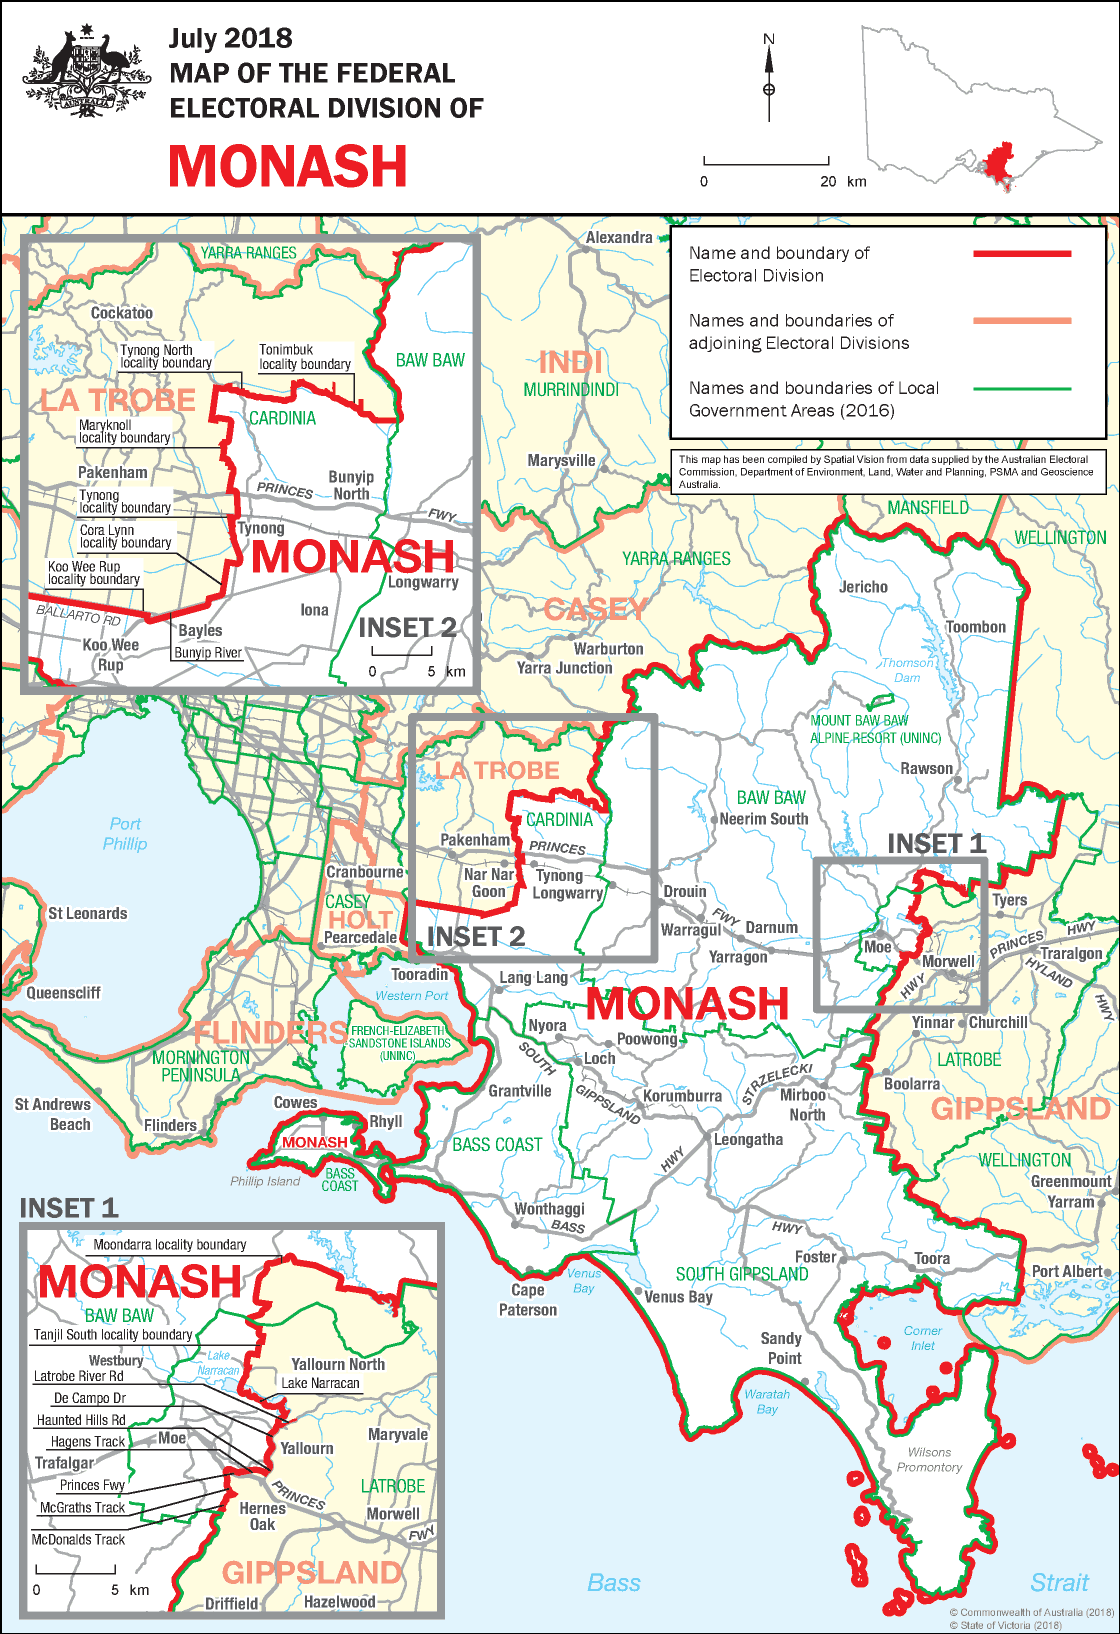 July 2018
MAP OF THE FEDERAL
ELECTORAL DIVISION OF
MONASH
AUSTRALIA
N
0 20 km
Name and boundary of
Electoral Division
Names and boundaries of
adjoining Electoral Divisions
Names and boundaries of Local
Government Areas (2016)
This map has been compiled by Spatial Vision from data supplied by the Australian Electoral
Commission, Department of Environment, Land, Water and Planning, PSMA and Geoscience
Australia.
YARRA RANGES
Cockatoo
Tynong North
locality boundary
Tonimbuk
locality boundary
BAW BAW
LA TROBE
CARDINIA
Maryknoll
locality boundary
Pakenham
Bunyip
North
PRINCES
FWY
Tynong
locality boundary
Tynong
Cora Lynn
locality boundary
MONASH
Koo Wee Rup
locality boundary
Longwarry
BALLARTO RD
Iona
Bayles
Koo Wee
Rup
Bunyip River
INSET 2
0 5 km
Alexandra
INDI
MURRINDINDI
Marysville
MANSFIELD
WELLINGTON
YARRA RANGES
CASEY
Jericho
Toombon
Warburton
Yarra Junction
Thomson
Dam
MOUNT BAW BAW
ALPINE RESORT (UNINC)
Rawson
LA TROBE
BAW BAW
CARDINIA
Neerim South
Port
Phillip
Pakenham
PRINCES
INSET 1
Cranbourne
Nar Nar
Goon
Tynong
Longwarry
Drouin
Tyers
CASEY
HOLT
St Leonards
Warragul
FWY
Darnum
Pearcedale
INSET 2
Moe
PRINCES
HWY
Yarragon
Morwell
Traralgon
Tooradin
Lang Lang
HWY
HYLAND
HWY
Queenscliff
Western Port
MONASH
FLINDERS
FRENCH-ELIZABETH
SANDSTONE ISLANDS
(UNINC)
Nyora
Poowong
Yinnar
Churchill
MORNINGTON
PENINSULA
SOUTH
Loch
LATROBE
GIPPSLAND
STRZELECKI
Boolarra
Grantville
Korumburra
Mirboo
North
St Andrews
Beach
Cowes
Rhyll
GIPPSLAND
Flinders
MONASH
BASS COAST
Leongatha
HWY
WELLINGTON
Phillip Island
BASS
COAST
Greenmount
Yarram
Wonthaggi
BASS
HWY
Foster
Toora
Port Albert
Cape
Paterson
Venus
Bay
SOUTH GIPPSLAND
Venus Bay
Corner
Inlet
Sandy
Point
Waratah
Bay
Wilsons
Promontory
Bass
Strait
INSET 1
Moondarra locality boundary
MONASH
BAW BAW
Tanjil South locality boundary
Westbury
Lake
Narracan
Yallourn North
Latrobe River Rd
Lake Narracan
De Campo Dr
Haunted Hills Rd
Moe
Maryvale
Hagens Track
Yallourn
Trafalgar
Princes Fwy
PRINCES
LATROBE
McGraths Track
Hernes
Oak
Morwell
FWY
McDonalds Track
GIPPSLAND
0 5 km
Driffield
Hazelwood
© Commonwealth of Australia (2018)
© State of Victoria (2018)